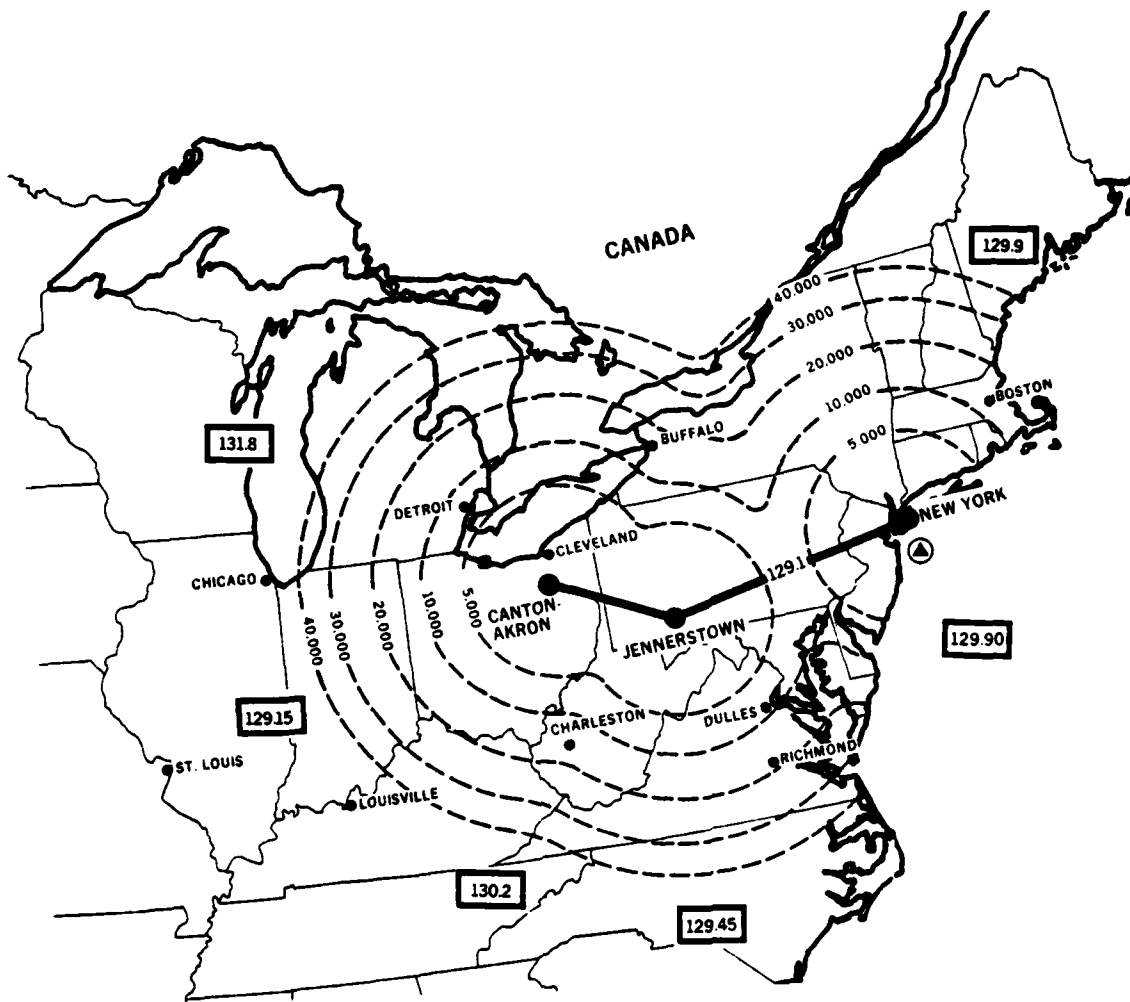 CANADA
129.9
40.000
30.000
20.000
10.000
5.000
BOSTON
131.8
BUFFALO
DETROIT
NEW YORK
CLEVELAND
129.1
CHICAGO
CANTON-
AKRON
JENNERSTOWN
5.000
10.000
20.000
30.000
40.000
129.90
129.15
DULLES
CHARLESTON
RICHMOND
ST. LOUIS
LOUISVILLE
130.2
129.45